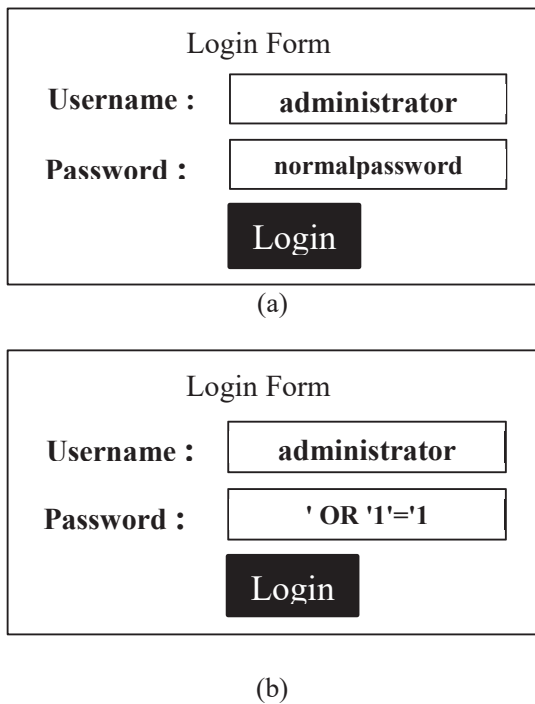 Login Form
Username : administrator
Password : normalpassword
Login
(a)
Login Form
Username : administrator
Password : ' OR '1'='1
Login
(b)